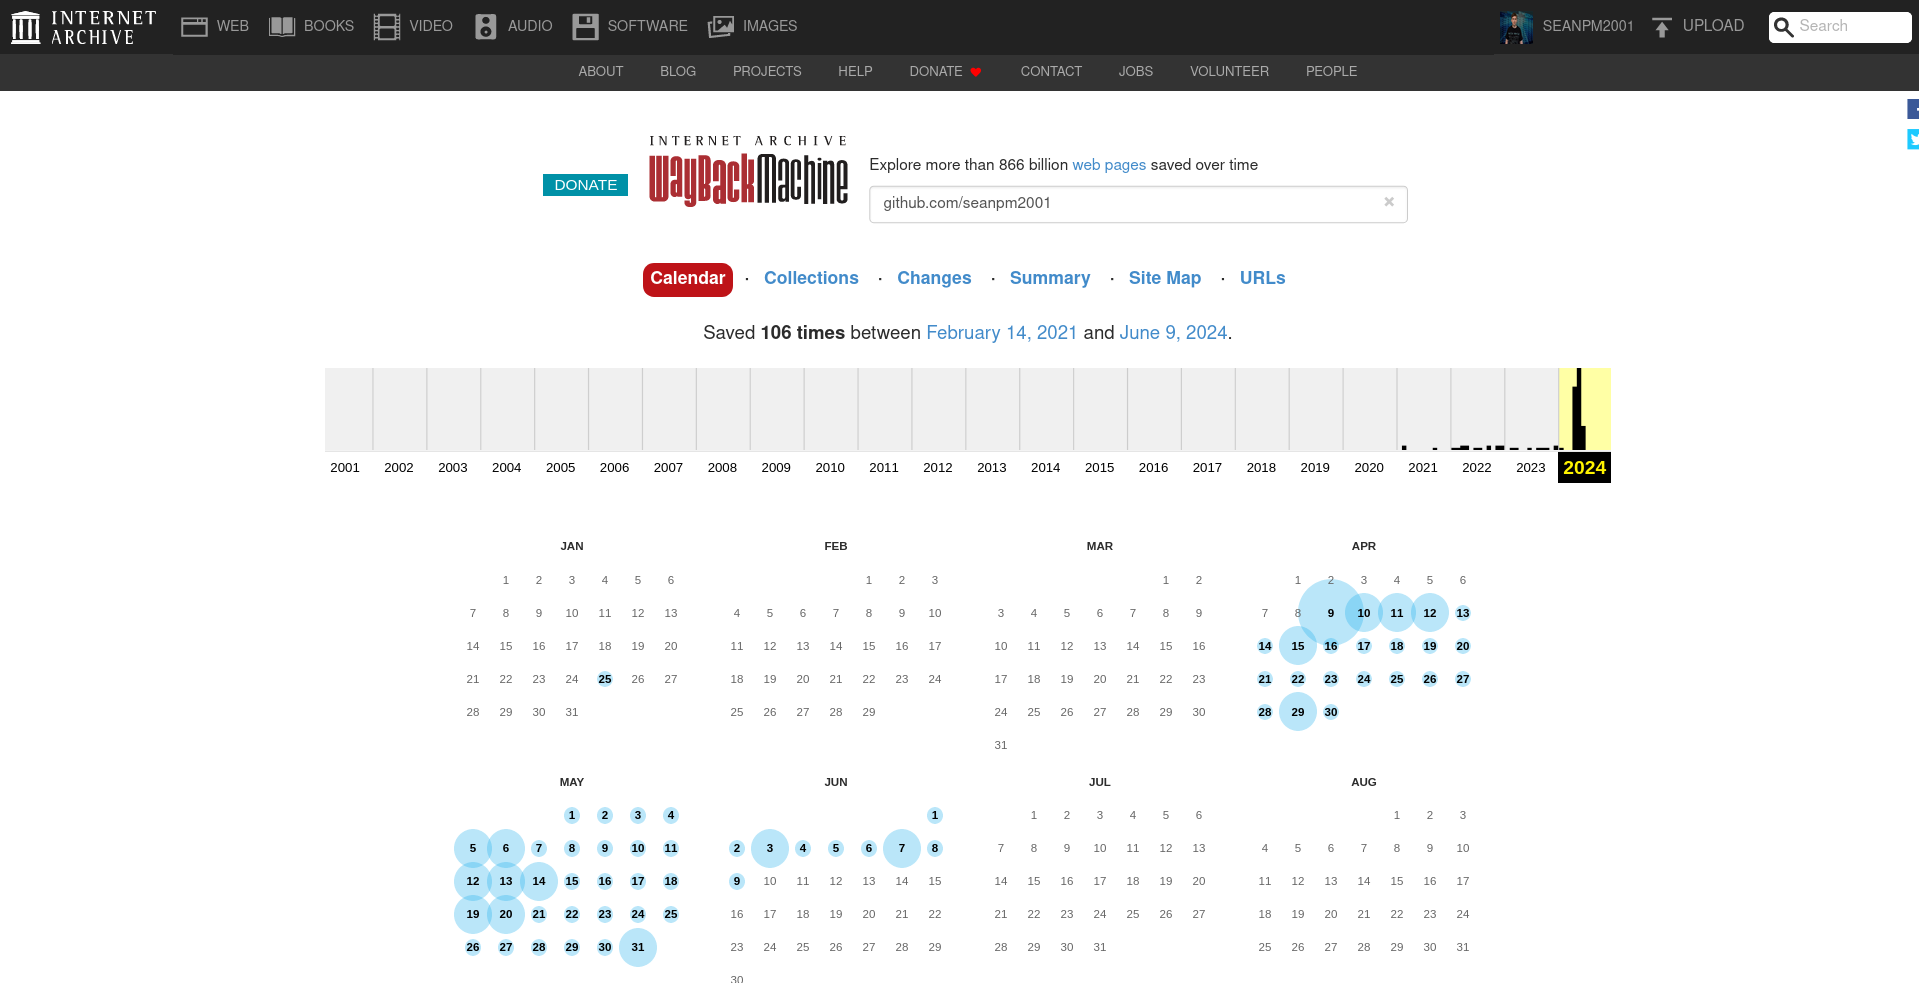 INTERNET ARCHIVE WEB BOOKS VIDEO AUDIO SOFTWARE IMAGES SEANPM2001 UPLOAD Search
ABOUT BLOG PROJECTS HELP DONATE CONTACT JOBS VOLUNTEER PEOPLE
INTERNET ARCHIVE
WayBackMachine
DONATE
Explore more than 866 billion web pages saved over time
github.com/seanpm2001 ×
Calendar · Collections · Changes · Summary · Site Map · URLs
Saved 106 times between February 14, 2021 and June 9, 2024.
2001 2002 2003 2004 2005 2006 2007 2008 2009 2010 2011 2012 2013 2014 2015 2016 2017 2018 2019 2020 2021 2022 2023 2024
JAN
1 2 3 4 5 6
7 8 9 10 11 12 13
14 15 16 17 18 19 20
21 22 23 24 25 26 27
28 29 30 31
FEB
1 2 3
4 5 6 7 8 9 10
11 12 13 14 15 16 17
18 19 20 21 22 23 24
25 26 27 28 29
MAR
1 2
3 4 5 6 7 8 9
10 11 12 13 14 15 16
17 18 19 20 21 22 23
24 25 26 27 28 29 30
31
APR
1 2 3 4 5 6
7 8 9 10 11 12 13
14 15 16 17 18 19 20
21 22 23 24 25 26 27
28 29 30
MAY
1 2 3 4
5 6 7 8 9 10 11
12 13 14 15 16 17 18
19 20 21 22 23 24 25
26 27 28 29 30 31
JUN
1
2 3 4 5 6 7 8
9 10 11 12 13 14 15
16 17 18 19 20 21 22
23 24 25 26 27 28 29
30
JUL
1 2 3 4 5 6
7 8 9 10 11 12 13
14 15 16 17 18 19 20
21 22 23 24 25 26 27
28 29 30 31
AUG
1 2 3
4 5 6 7 8 9 10
11 12 13 14 15 16 17
18 19 20 21 22 23 24
25 26 27 28 29 30 31